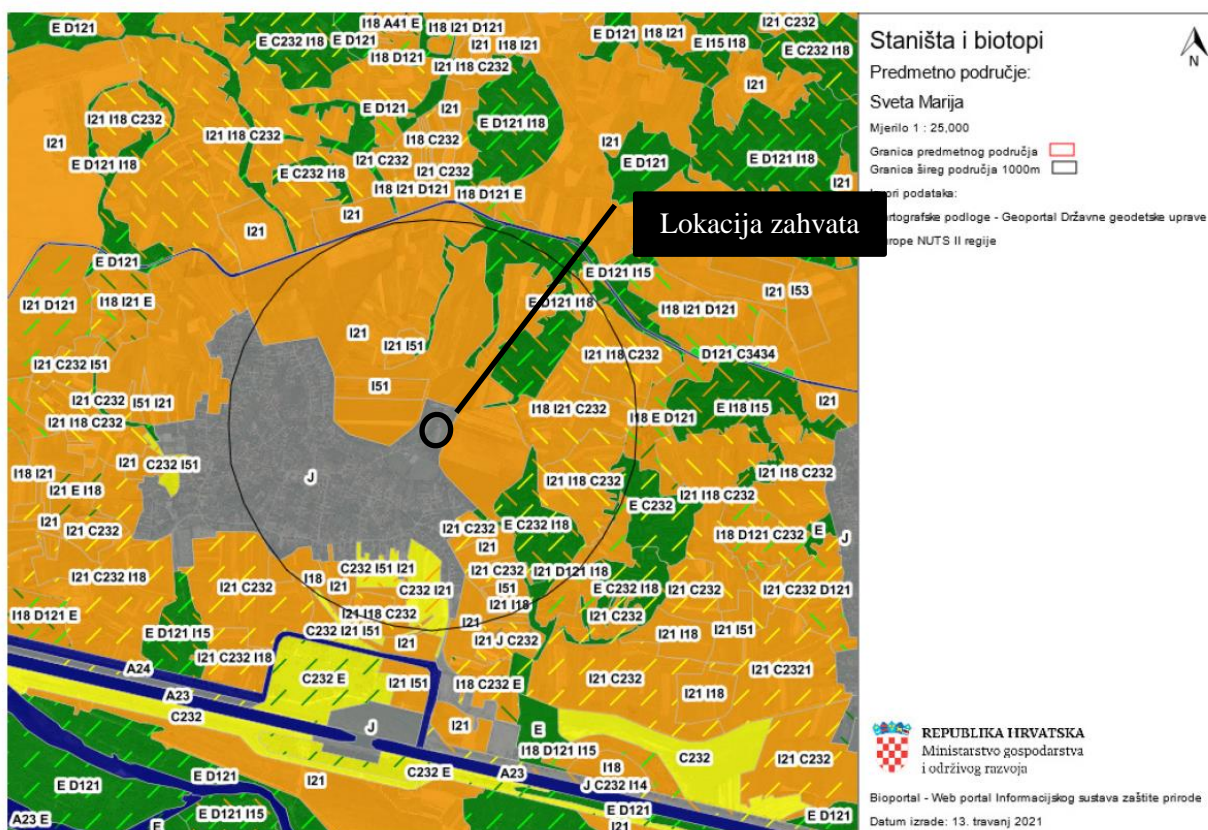 E D121
I18 A41 E
I18 I21 D121
E D121
I18 I21
E I15 I18
I21 C232
E C232 I18
E D121
I21
I18 I21
E C232 I18
I18 D121
I21 I18 C232
I21
I21 I18 C232
E D121
I21
E D121 I18
I21
I21 I18 C232
I18 C232
I21
E D121 I18
I21 C232
E D121
E D121 I18
E C232 I18
I21 C232
I21
I18 I21 D121
I18 D121 E
I21
I21
Lokacija zahvata
E D121
E D121 I15
I21
I53
I21 D121
I18 I21 E
E D121 I18
I18 I21 D121
I21
I21 I51
I21 I18 C232
D121 C3434
I21 C232 I51
I51
I21 C232
I51 I21
I18 I21 C232
I18 E D121
E I18 I15
I21
I21 I18 C232
I21
C232 I51
J
I18 I21
I21 E I18
I21 I18 C232
I21 I18 C232
I21 I18 C232
I21
I21 C232
I21 C232
E C232 I18
E C232
I18 D121 C232
E
J
I21
C232 I51 I21
I21 C232
I21 D121 I18
I21 C232 I18
I21 C232
I18
I21
C232 I21
I51
E C232 I18
I21 C232
I21 C232 D121
I18 D121 E
I21 I18 C232
I21 I18
I21 C232
E D121 I15
C232 I21 I51
I21
I21
I21 J C232
I21 I18
I21 I51
I21 C232 I18
A24
C232 E
I21 I51
I18 C232 E
I21 C232
I21 C2321
I21 I18
A23
C232
J
I21
E
I18 D121 I15
C232
I21 C232
E D121
I21
C232 E
A23
I18
J C232 I14
E D121
A23 E
E
E D121 I15
E D121
I21
E D121
Staništa i biotopi
N
Predmetno područje:
Sveta Marija
Mjerilo 1 : 25,000
Granica predmetnog područja
Granica šireg područja 1000m
podataka:
podloge - Geoportal Državne geodetske uprave
NUTS II regije
REPUBLIKA HRVATSKA
Ministarstvo gospodarstva
i održivog razvoja
Bioportal - Web portal Informacijskog sustava zaštite prirode
Datum izrade: 13. travanj 2021